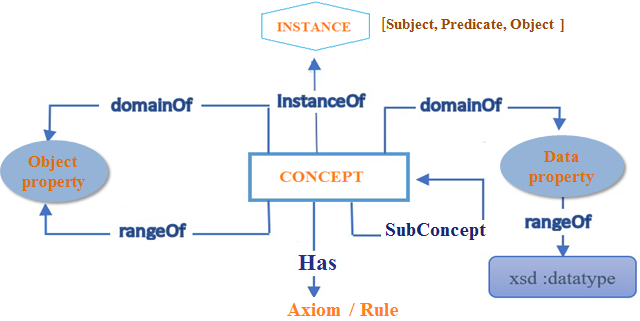 INSTANCE
[Subject, Predicate, Object ]
domainOf
InstanceOf
domainOf
Object
property
CONCEPT
Data
property
rangeOf
SubConcept
rangeOf
Has
xsd :datatype
Axiom / Rule